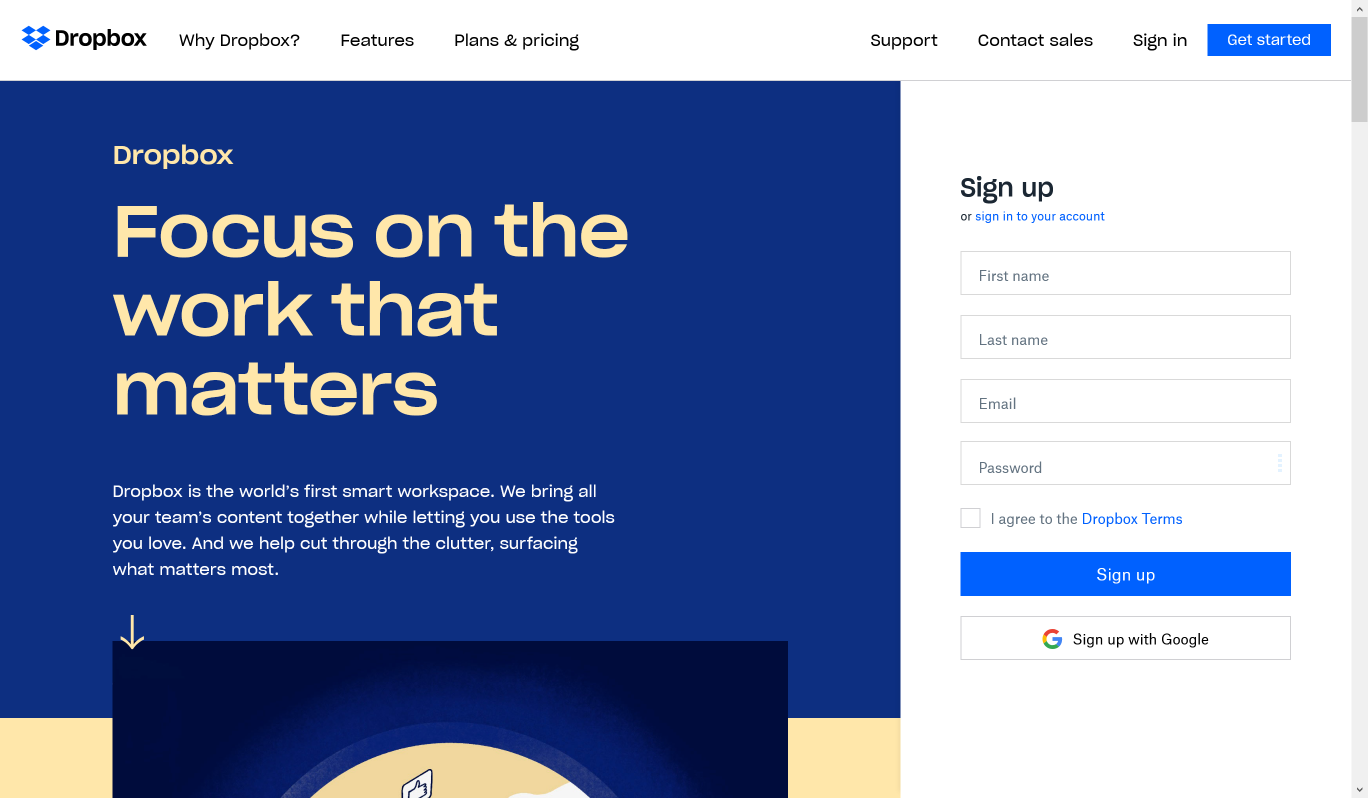 Dropbox Why Dropbox? Features Plans & pricing Support Contact sales Sign in Get started
Dropbox
Focus on the
work that
matters
Dropbox is the world's first smart workspace. We bring all
your team's content together while letting you use the tools
you love. And we help cut through the clutter, surfacing
what matters most.
Sign up
or sign in to your account
First name
Last name
Email
Password
I agree to the Dropbox Terms
Sign up
Sign up with Google